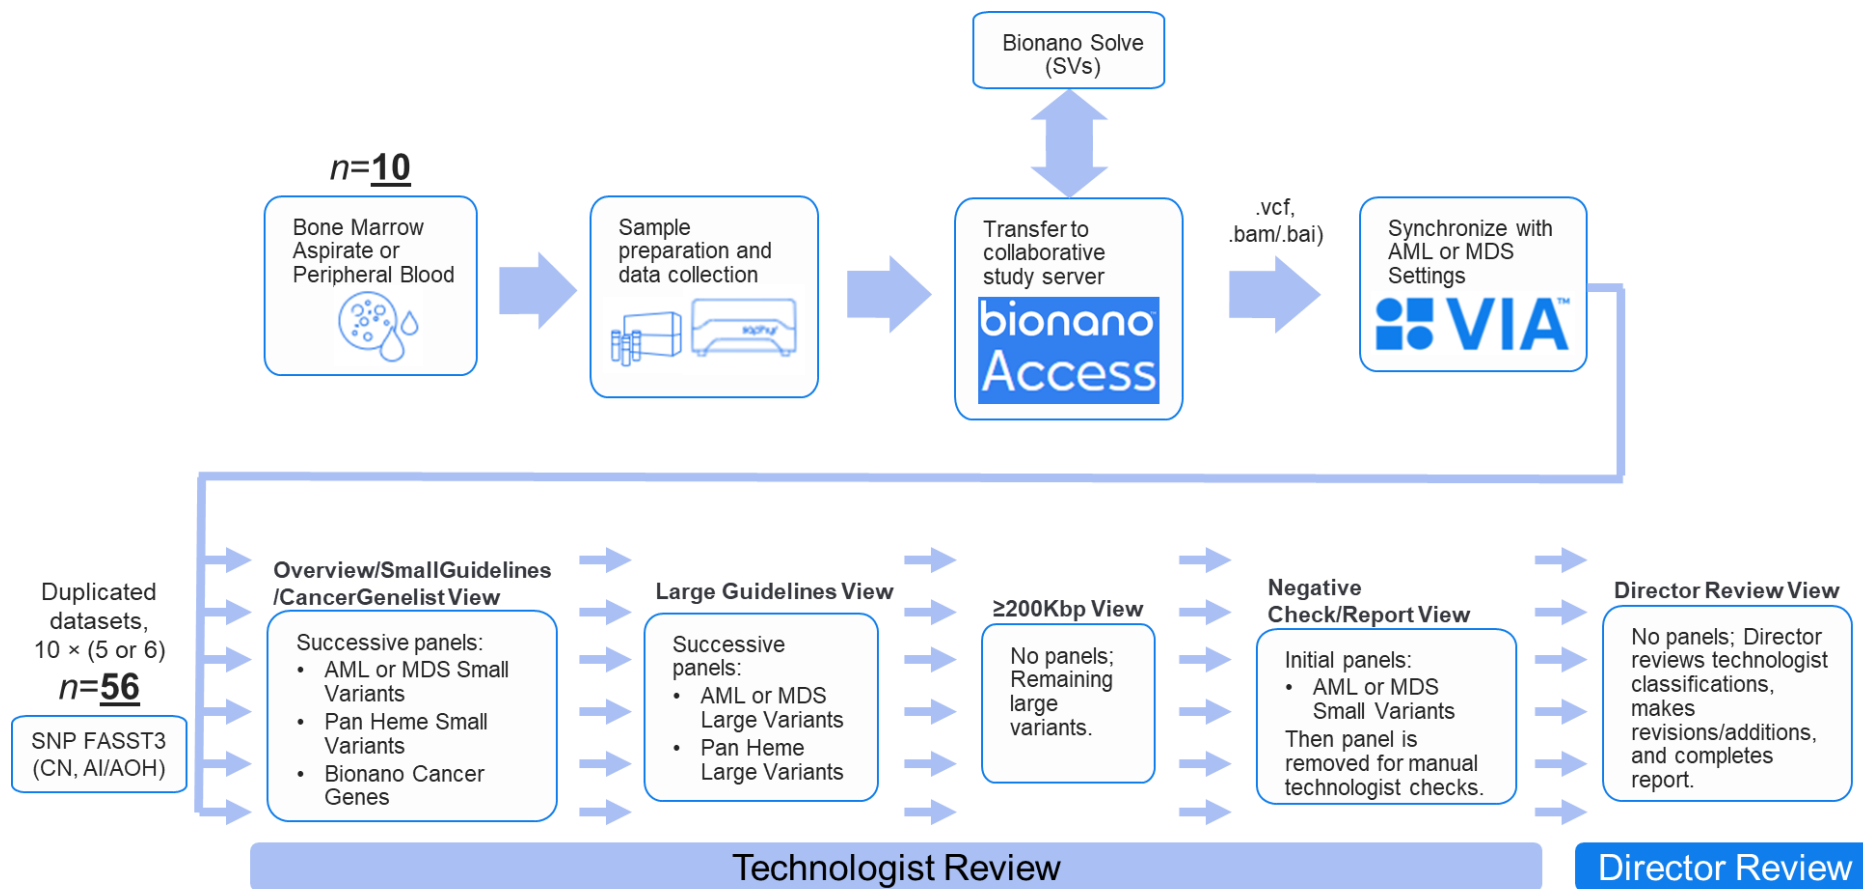 Bionano Solve
(SVs)
n=10
Bone Marrow
Aspirate or
Peripheral Blood
Sample
preparation and
data collection
saphyr
Transfer to
collaborative
study server
bionano™
Access
.vcf,
.bam/.bai)
Synchronize with
AML or MDS
Settings
VIA™
Duplicated
datasets,
10 × (5 or 6)
n=56
SNP FASST3
(CN, AI/AOH)
Overview/SmallGuidelines
/CancerGenelist View
Successive panels:
• AML or MDS Small
Variants
• Pan Heme Small
Variants
• Bionano Cancer
Genes
Large Guidelines View
Successive
panels:
• AML or MDS
Large Variants
• Pan Heme
Large Variants
≥200Kbp View
No panels;
Remaining
large
variants.
Negative
Check/Report View
Initial panels:
• AML or MDS
Small Variants
Then panel is
removed for manual
technologist checks.
Director Review View
No panels; Director
reviews technologist
classifications,
makes
revisions/additions,
and completes
report.
Technologist Review
Director Review